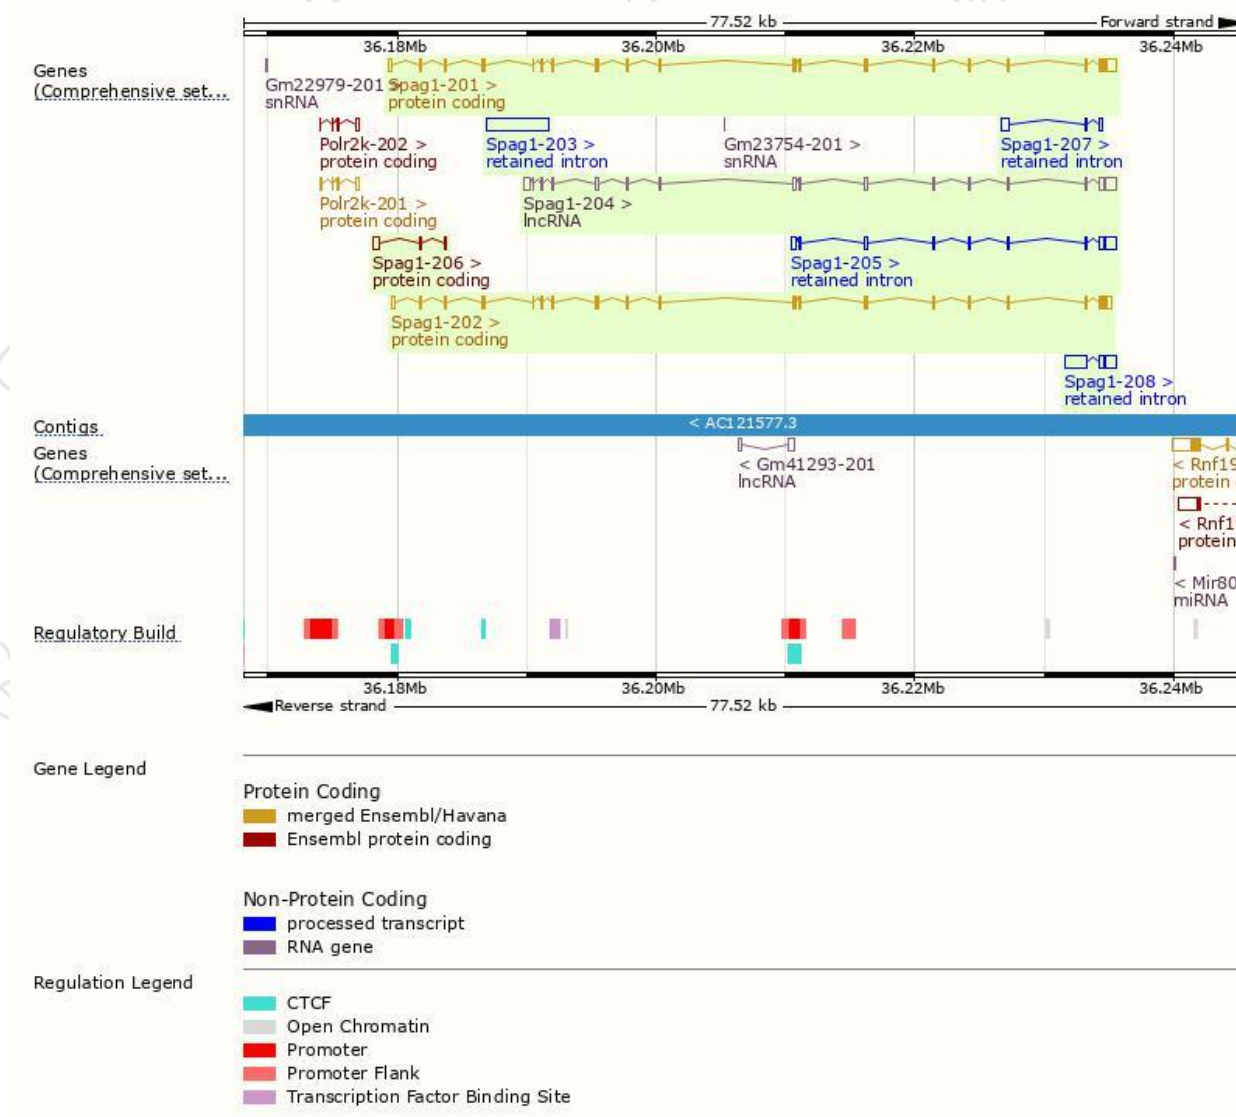 77.52 kb
Forward strand
36.18Mb
36.20Mb
36.22Mb
36.24Mb
Genes
(Comprehensive set...
Gm22979-201 >
snRNA
Spag1-201 >
protein coding
Polr2k-202 >
protein coding
Spag1-203 >
retained intron
Gm23754-201 >
snRNA
Spag1-207 >
retained intron
Polr2k-201 >
protein coding
Spag1-204 >
lncRNA
Spag1-206 >
protein coding
Spag1-205 >
retained intron
Spag1-202 >
protein coding
Spag1-208 >
retained intron
Contigs
< AC121577.3
Genes
(Comprehensive set...
< Gm41293-201
lncRNA
< Rnf19
protein
< Rnf1
protein
< Mir80
miRNA
Regulatory Build
36.18Mb
36.20Mb
36.22Mb
36.24Mb
Reverse strand
77.52 kb
Gene Legend
Protein Coding
merged Ensembl/Havana
Ensembl protein coding
Non-Protein Coding
processed transcript
RNA gene
Regulation Legend
CTCF
Open Chromatin
Promoter
Promoter Flank
Transcription Factor Binding Site